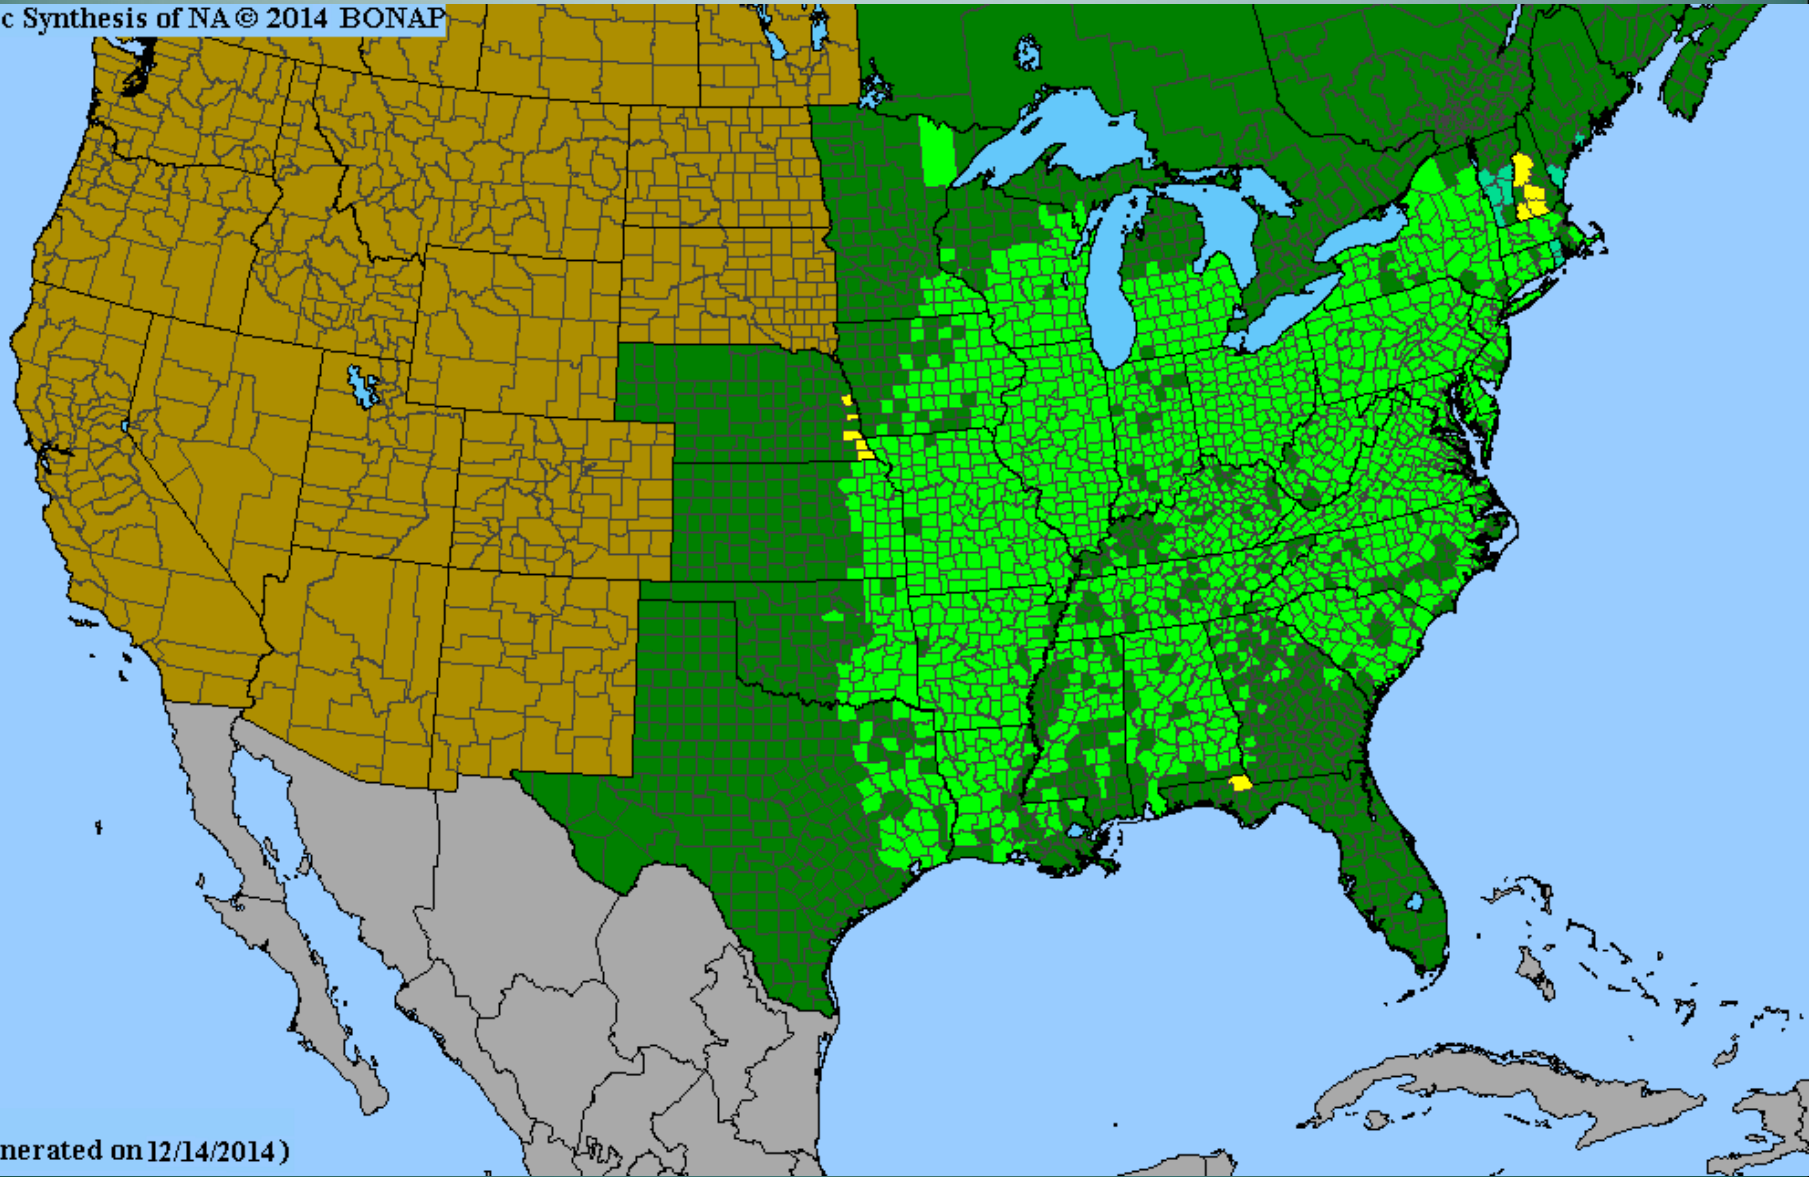 c Synthesis of NA © 2014 BONAP
nerated on 12/14/2014)